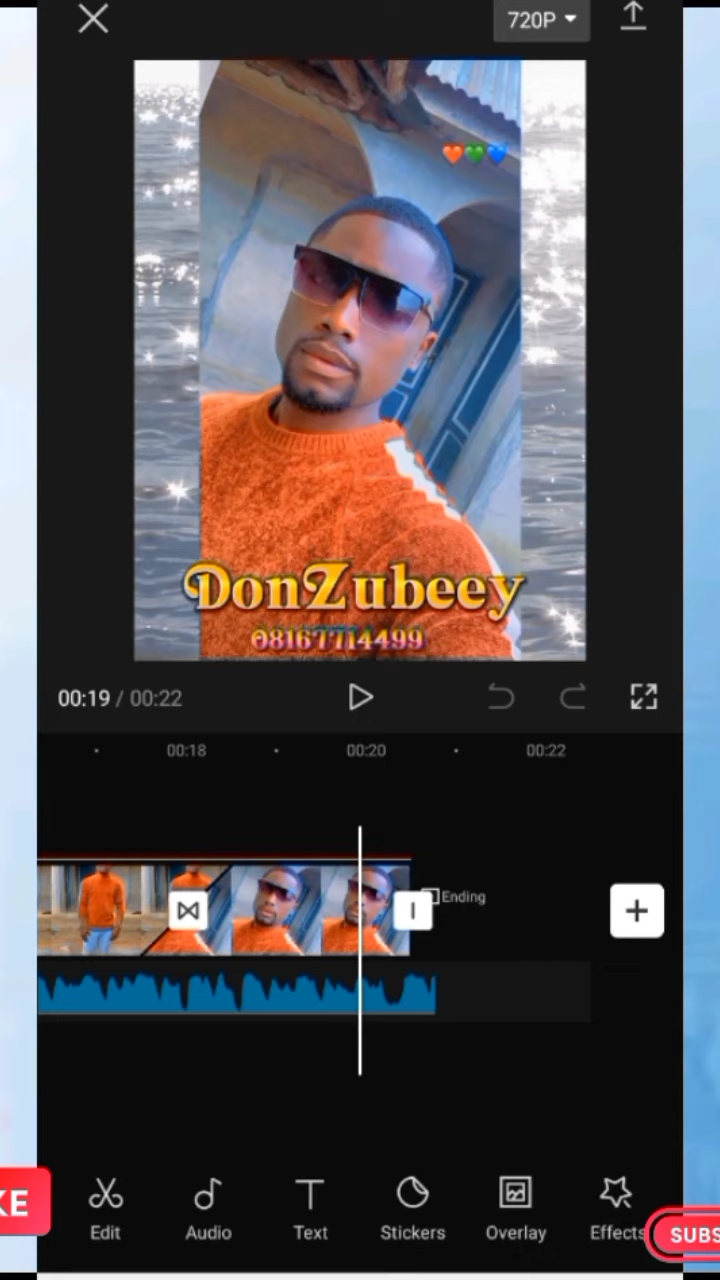 720P
DonZubeey
08167714499
00:19 / 00:22
00:18
00:20
00:22
Ending
KE
Edit
Audio
Text
Stickers
Overlay
Effects
SUBS